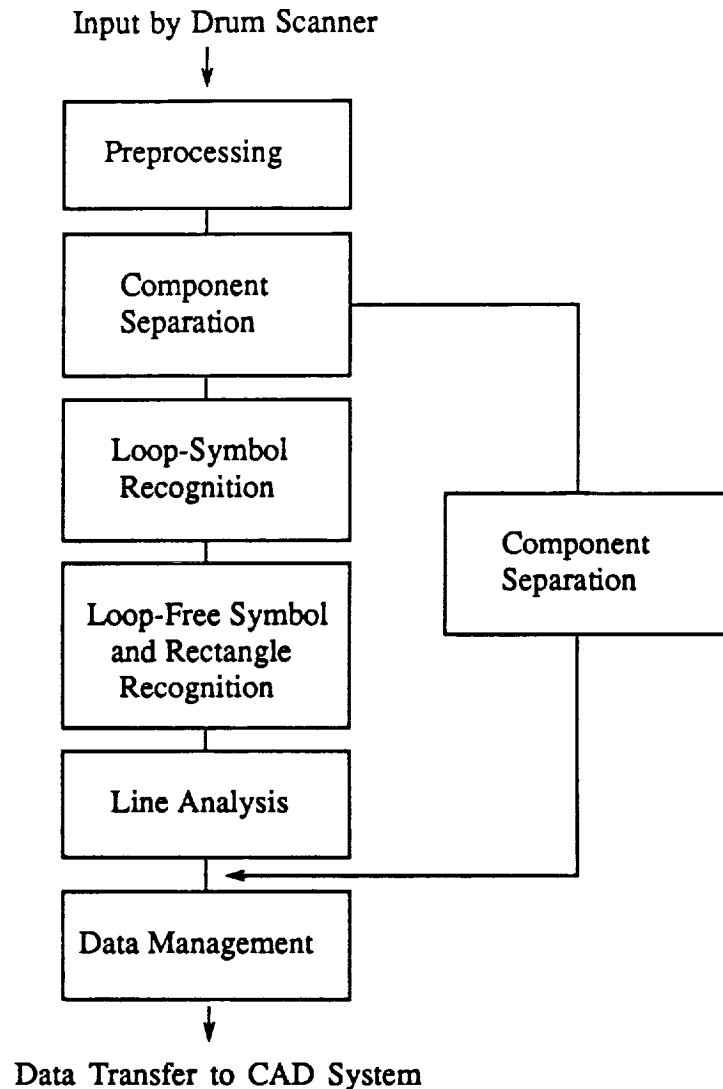 Input by Drum Scanner
Preprocessing
Component
Separation
Loop-Symbol
Recognition
Loop-Free Symbol
and Rectangle
Recognition
Line Analysis
Data Management
Data Transfer to CAD System
Component
Separation